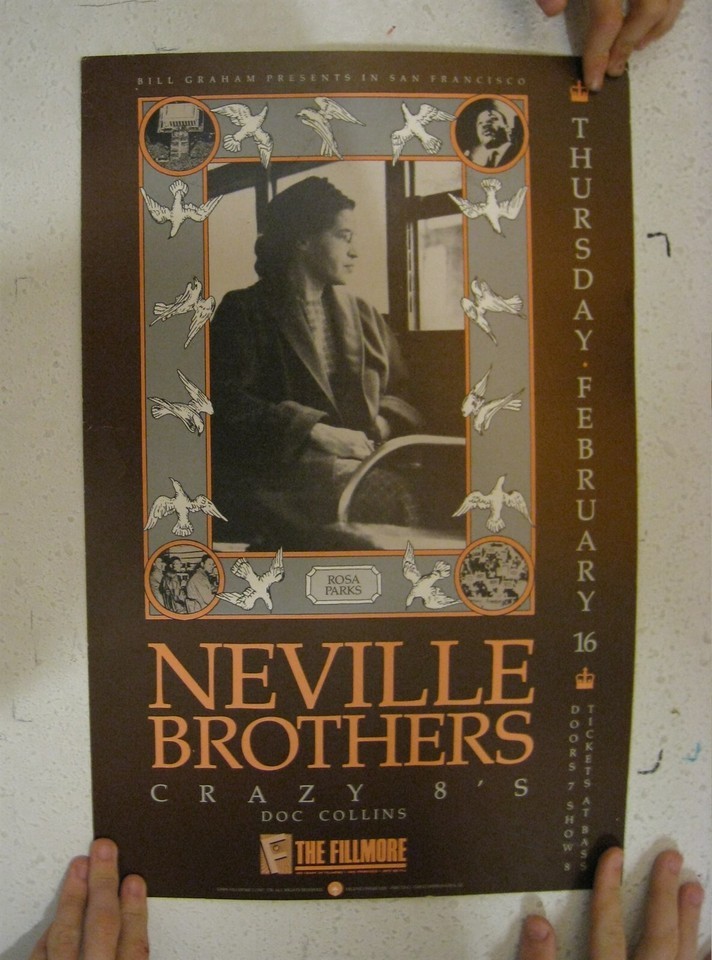 BILL GRAHAM PRESENTS IN SAN FRANCISCO
THURSDAY · FEBRUARY 16
ROSA
PARKS
NEVILLE
BROTHERS
CRAZY 8'S
DOC COLLINS
THE FILLMORE
TICKETS AT BASS
DOORS 7 SHOW 8